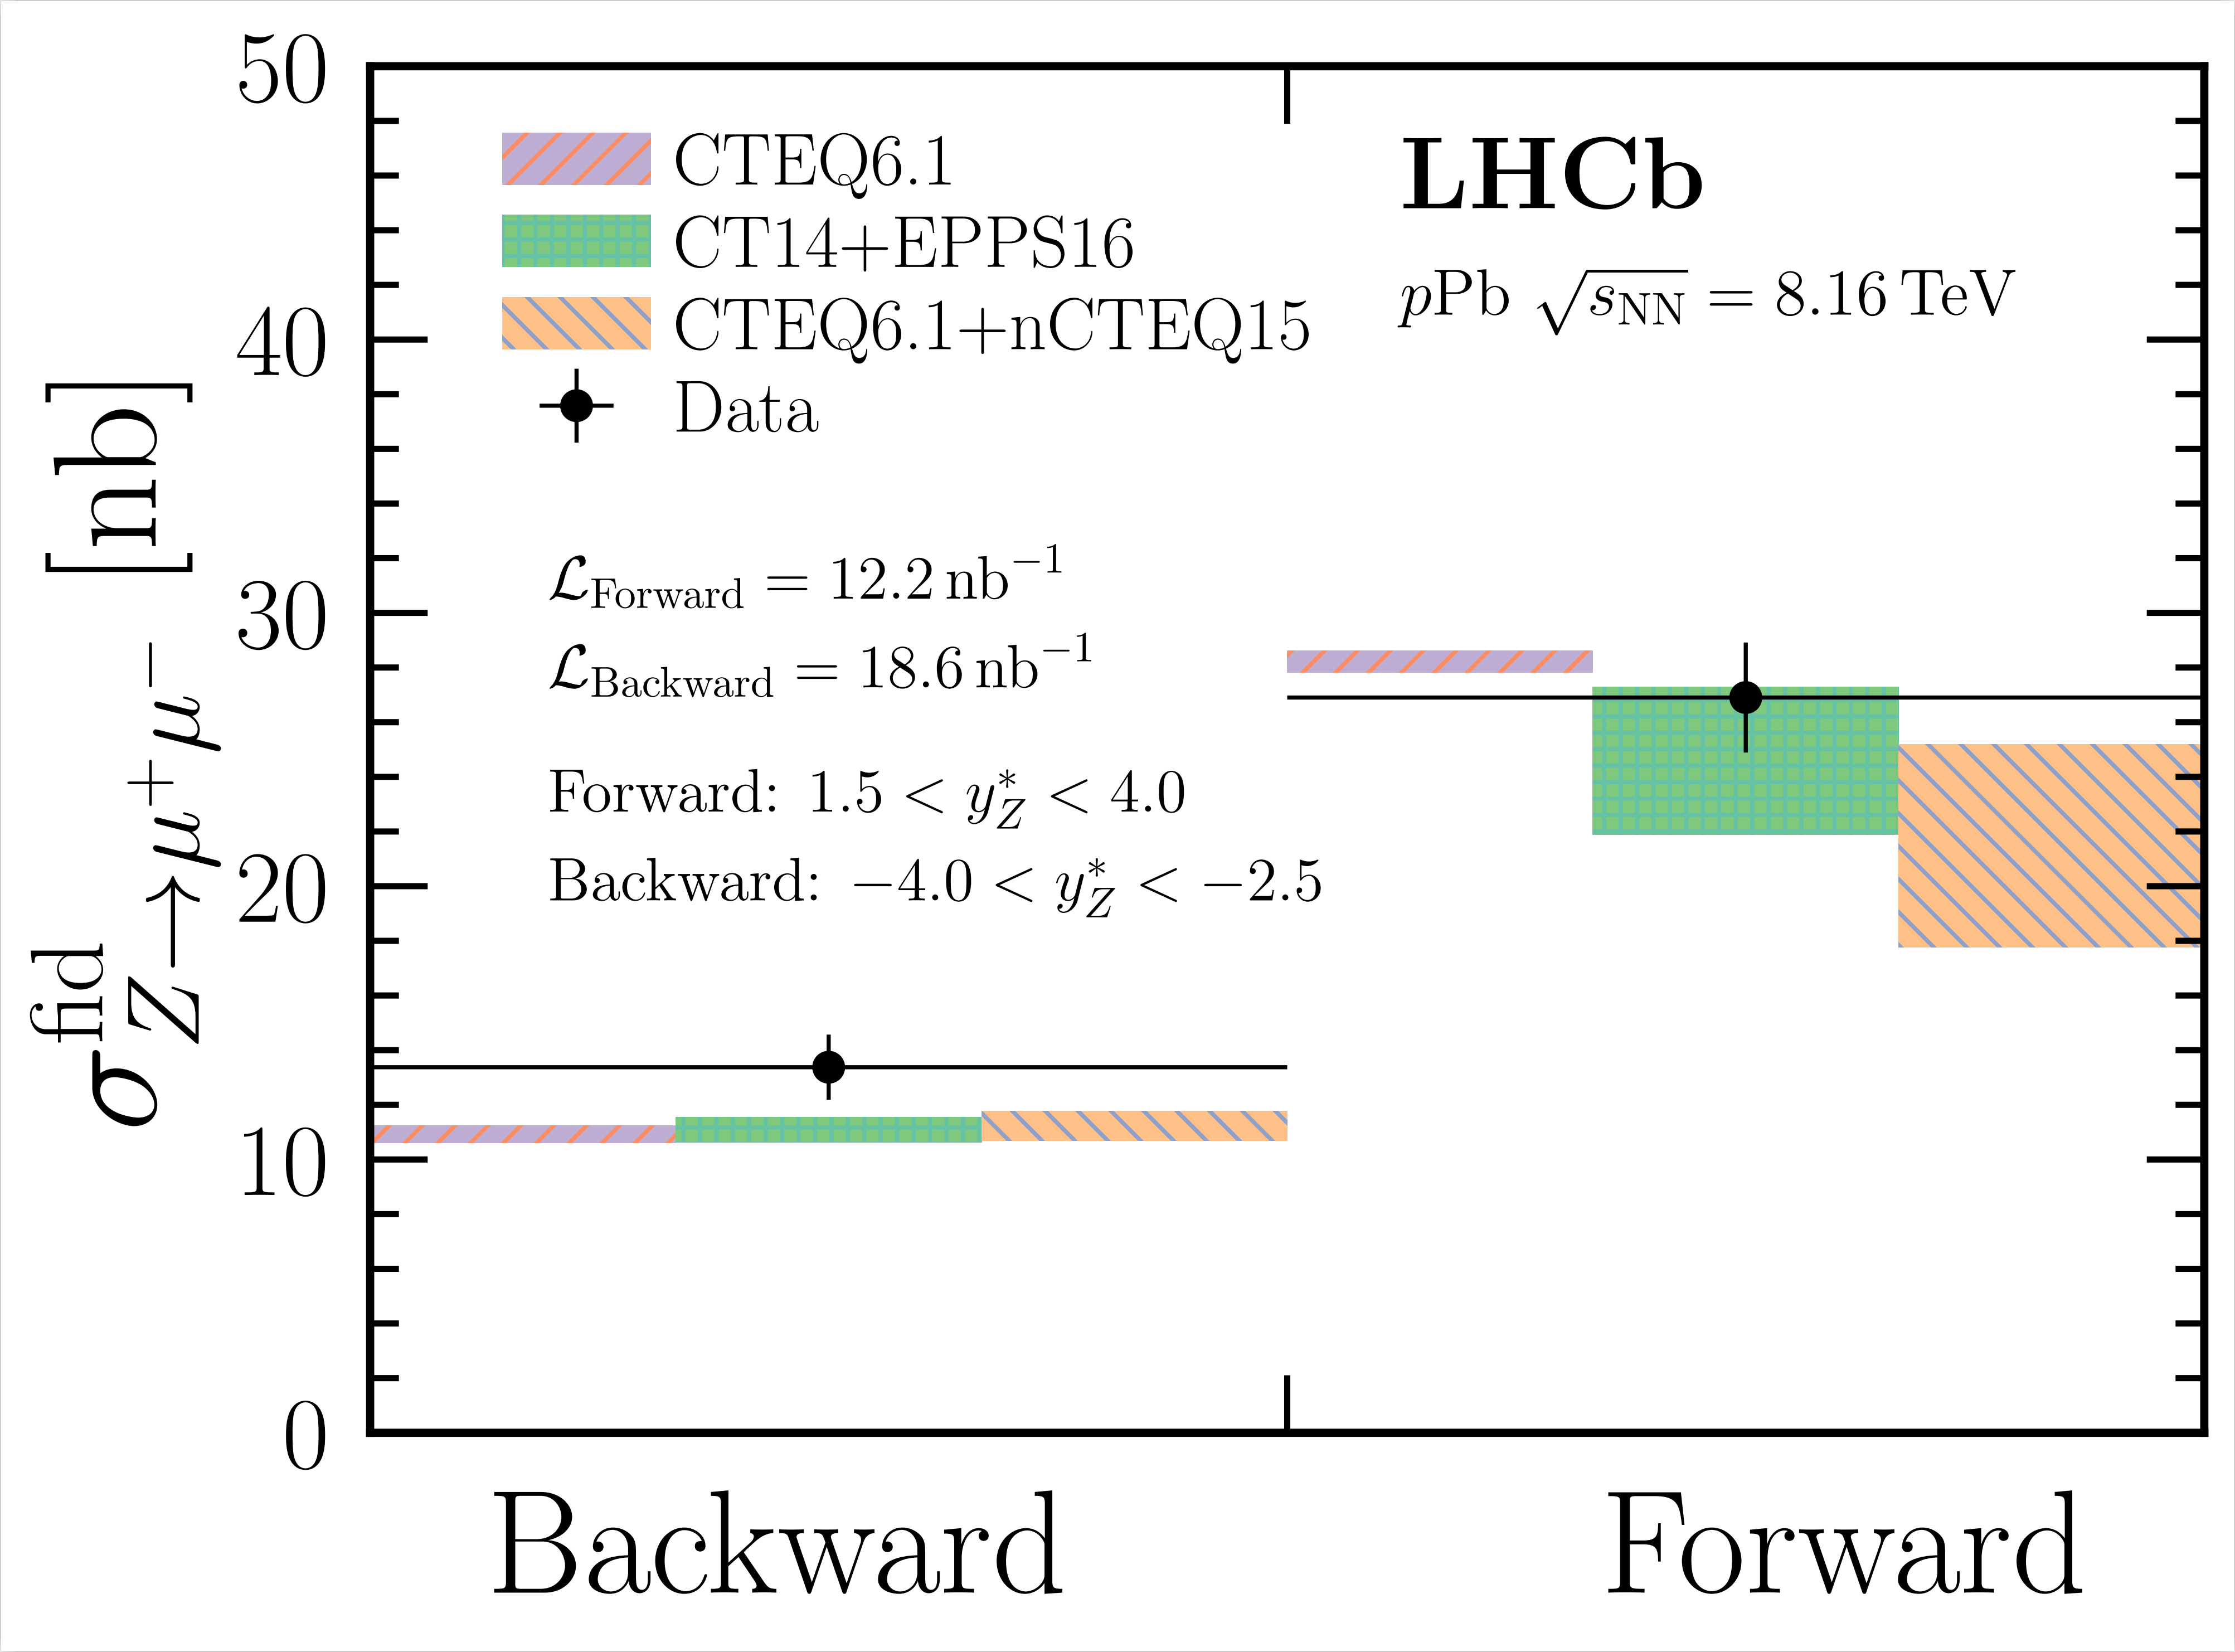 50
40
30
20
10
0
σ^fid_Z→μ⁺μ⁻ [nb]
CTEQ6.1
CT14+EPPS16
CTEQ6.1+nCTEQ15
Data
LHCb
pPb √s_NN = 8.16 TeV
ℒ_Forward = 12.2 nb⁻¹
ℒ_Backward = 18.6 nb⁻¹
Forward: 1.5 < y*_Z < 4.0
Backward: −4.0 < y*_Z < −2.5
Backward
Forward